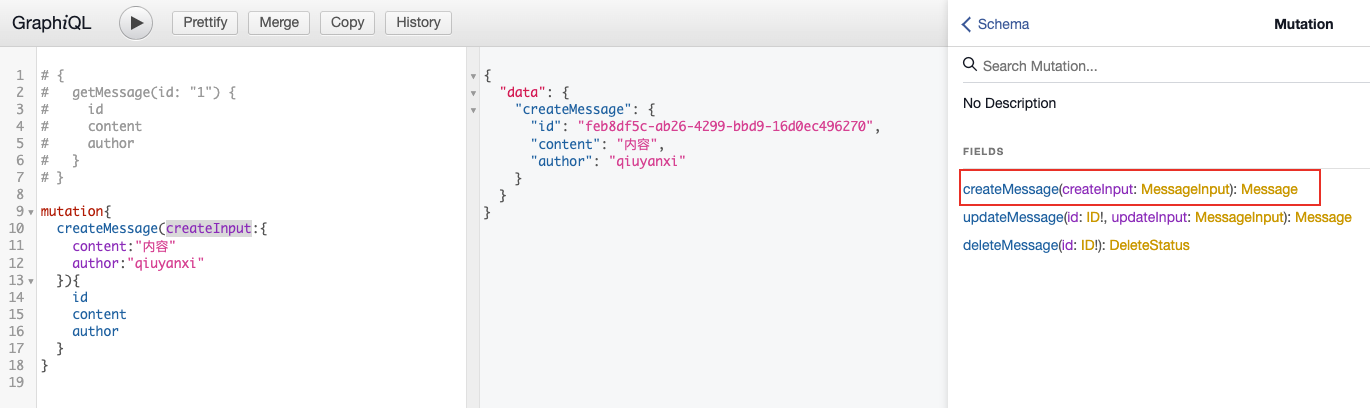 GraphiQL Prettify Merge Copy History
1 # {
2 #   getMessage(id: "1") {
3 #     id
4 #     content
5 #     author
6 #   }
7 # }
8
9 mutation{
10   createMessage(createInput:{
11     content:"内容"
12     author:"qiuyanxi"
13   }){
14     id
15     content
16     author
17   }
18 }
19
{
  "data": {
    "createMessage": {
      "id": "feb8df5c-ab26-4299-bbd9-16d0ec496270",
      "content": "内容",
      "author": "qiuyanxi"
    }
  }
}
Schema Mutation
Search Mutation...
No Description
FIELDS
createMessage(createInput: MessageInput): Message
updateMessage(id: ID!, updateInput: MessageInput): Message
deleteMessage(id: ID!): DeleteStatus